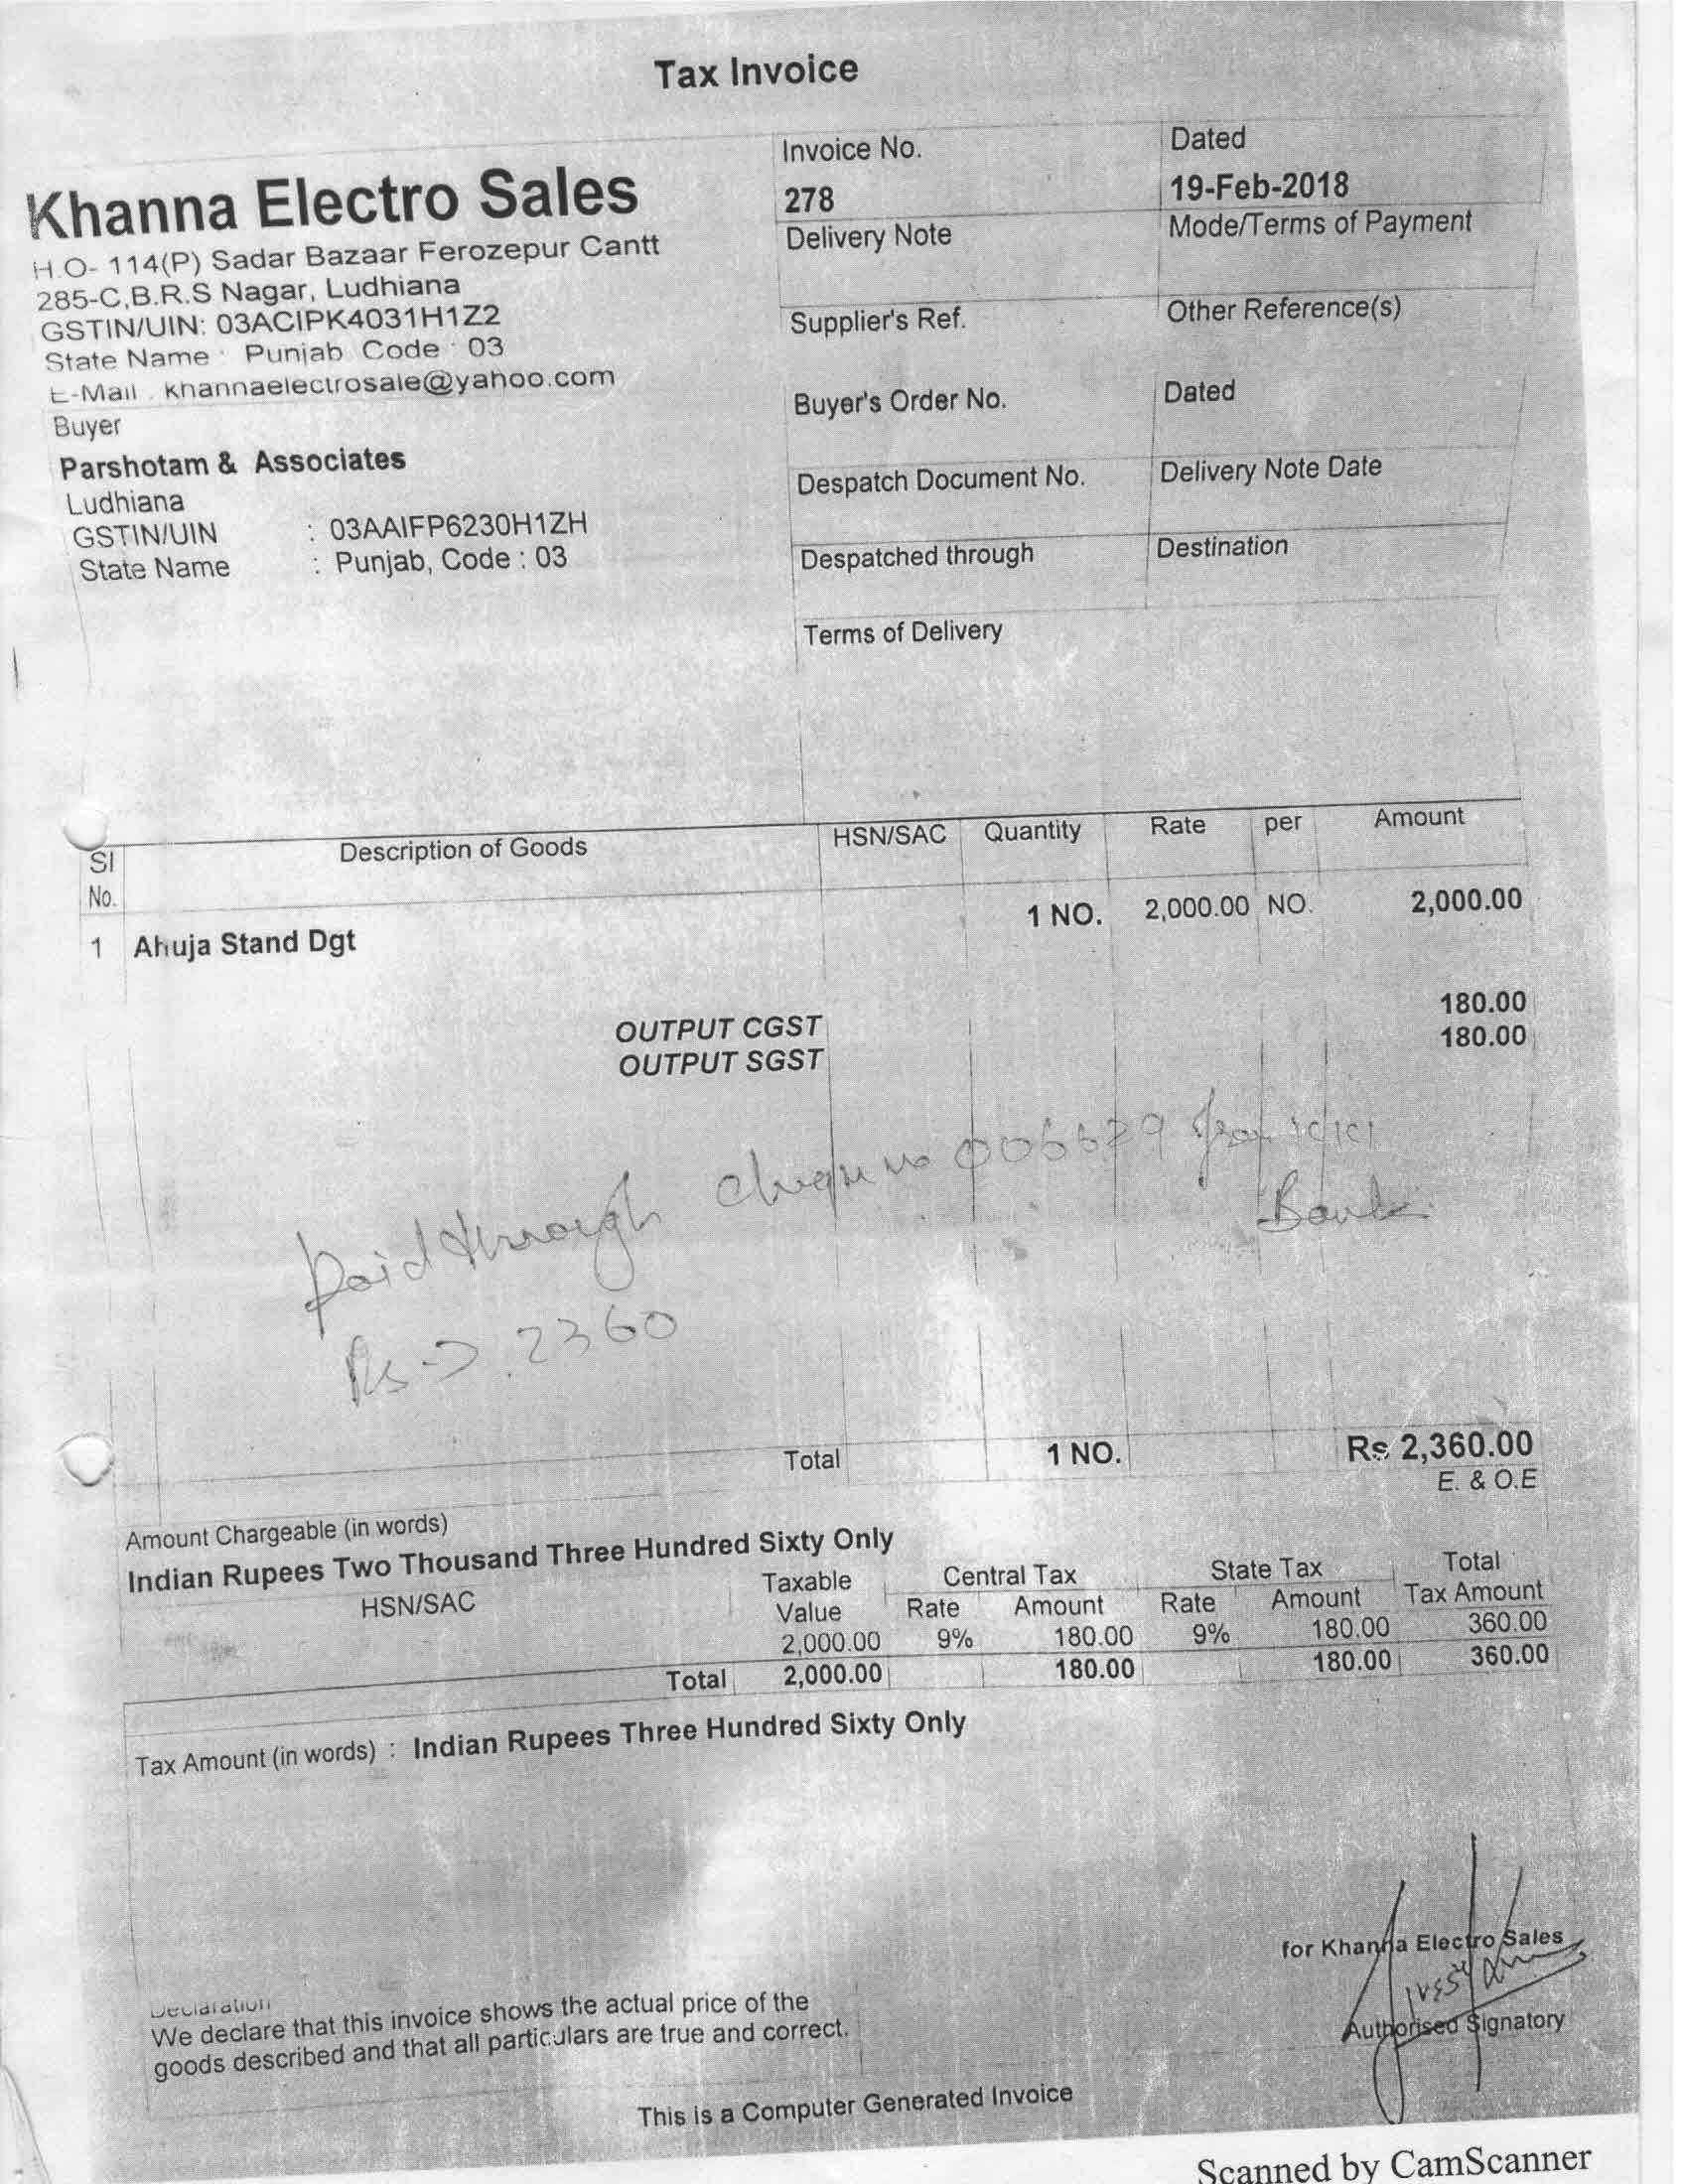 Tax Invoice
Khanna Electro Sales
H.O- 114(P) Sadar Bazaar Ferozepur Cantt
285-C,B.R.S Nagar, Ludhiana
GSTIN/UIN: 03ACIPK4031H1Z2
State Name : Punjab Code : 03
E-Mail : khannaelectrosale@yahoo.com
Invoice No.
278
Dated
19-Feb-2018
Delivery Note
Mode/Terms of Payment
Supplier's Ref.
Other Reference(s)
Buyer
Parshotam & Associates
Ludhiana
GSTIN/UIN : 03AAIFP6230H1ZH
State Name : Punjab, Code : 03
Buyer's Order No.
Dated
Despatch Document No.
Delivery Note Date
Despatched through
Destination
Terms of Delivery
Sl No. Description of Goods HSN/SAC Quantity Rate per Amount
1 Ahuja Stand Dgt 1 NO. 2,000.00 NO. 2,000.00
OUTPUT CGST 180.00
OUTPUT SGST 180.00
Paid through cheque no 006629 from
Bank
Rs -> 2360
Total 1 NO. Rs 2,360.00
E. & O.E
Amount Chargeable (in words)
Indian Rupees Two Thousand Three Hundred Sixty Only
HSN/SAC Taxable Value Central Tax State Tax Total Tax Amount
Rate Amount Rate Amount
2,000.00 9% 180.00 9% 180.00 360.00
Total 2,000.00 180.00 180.00 360.00
Tax Amount (in words) : Indian Rupees Three Hundred Sixty Only
for Khanna Electro Sales
Authorised Signatory
Declaration
We declare that this invoice shows the actual price of the
goods described and that all particulars are true and correct.
This is a Computer Generated Invoice
Scanned by CamScanner